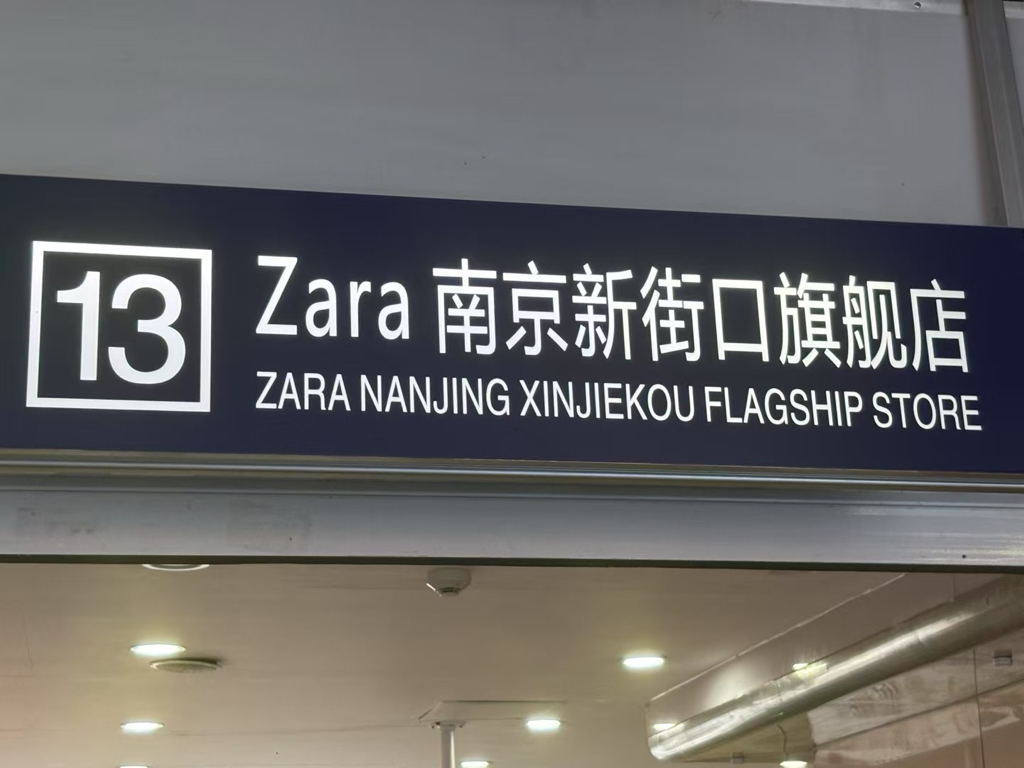 13
Zara 南京新街口旗舰店
ZARA NANJING XINJIEKOU FLAGSHIP STORE